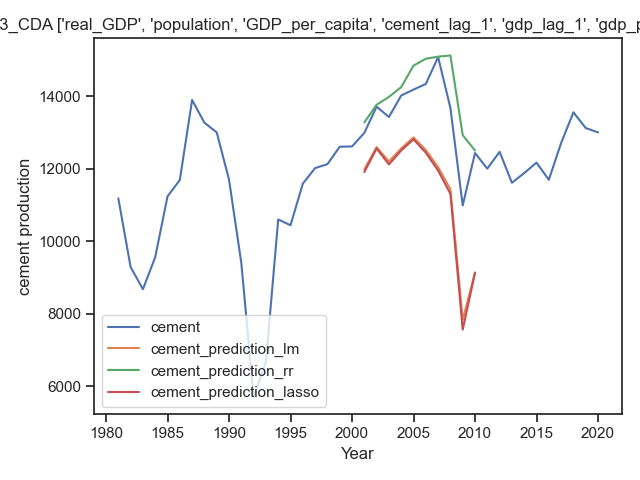 3_CDA ['real_GDP', 'population', 'GDP_per_capita', 'cement_lag_1', 'gdp_lag_1', 'gdp_p
14000
12000
10000
8000
6000
cement production
cement
cement_prediction_lm
cement_prediction_rr
cement_prediction_lasso
1980 1985 1990 1995 2000 2005 2010 2015 2020
Year